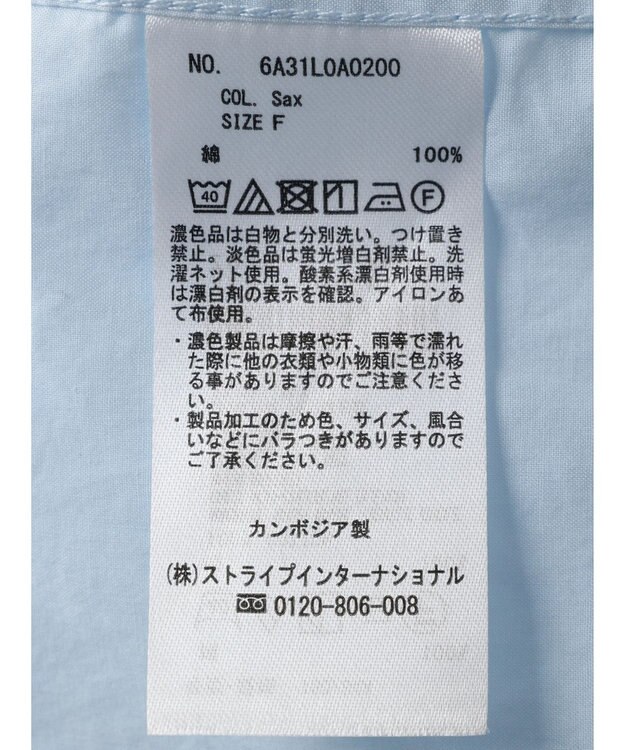 NO. 6A31L0A0200
COL. Sax
SIZE F
綿 100%
40 F
濃色品は白物と分別洗い。つけ置き
禁止。淡色品は蛍光増白剤禁止。洗
濯ネット使用。酸素系漂白剤使用時
は漂白剤の表示を確認。アイロンあ
て布使用。
・濃色製品は摩擦や汗、雨等で濡れ
た際に他の衣類や小物類に色が移
る事がありますのでご注意くださ
い。
・製品加工のため色、サイズ、風合
いなどにバラつきがありますので
ご了承ください。
カンボジア製
(株)ストライプインターナショナル
0120-806-008